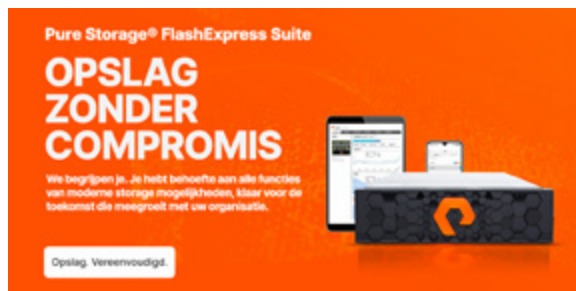 Pure Storage® FlashExpress Suite
OPSLAG
ZONDER
COMPROMIS
We begrijpen je. Je hebt behoefte aan alle functies
van moderne storage mogelijkheden, klaar voor de
toekomst die meegroeit met uw organisatie.
Opslag. Vereenvoudigd.